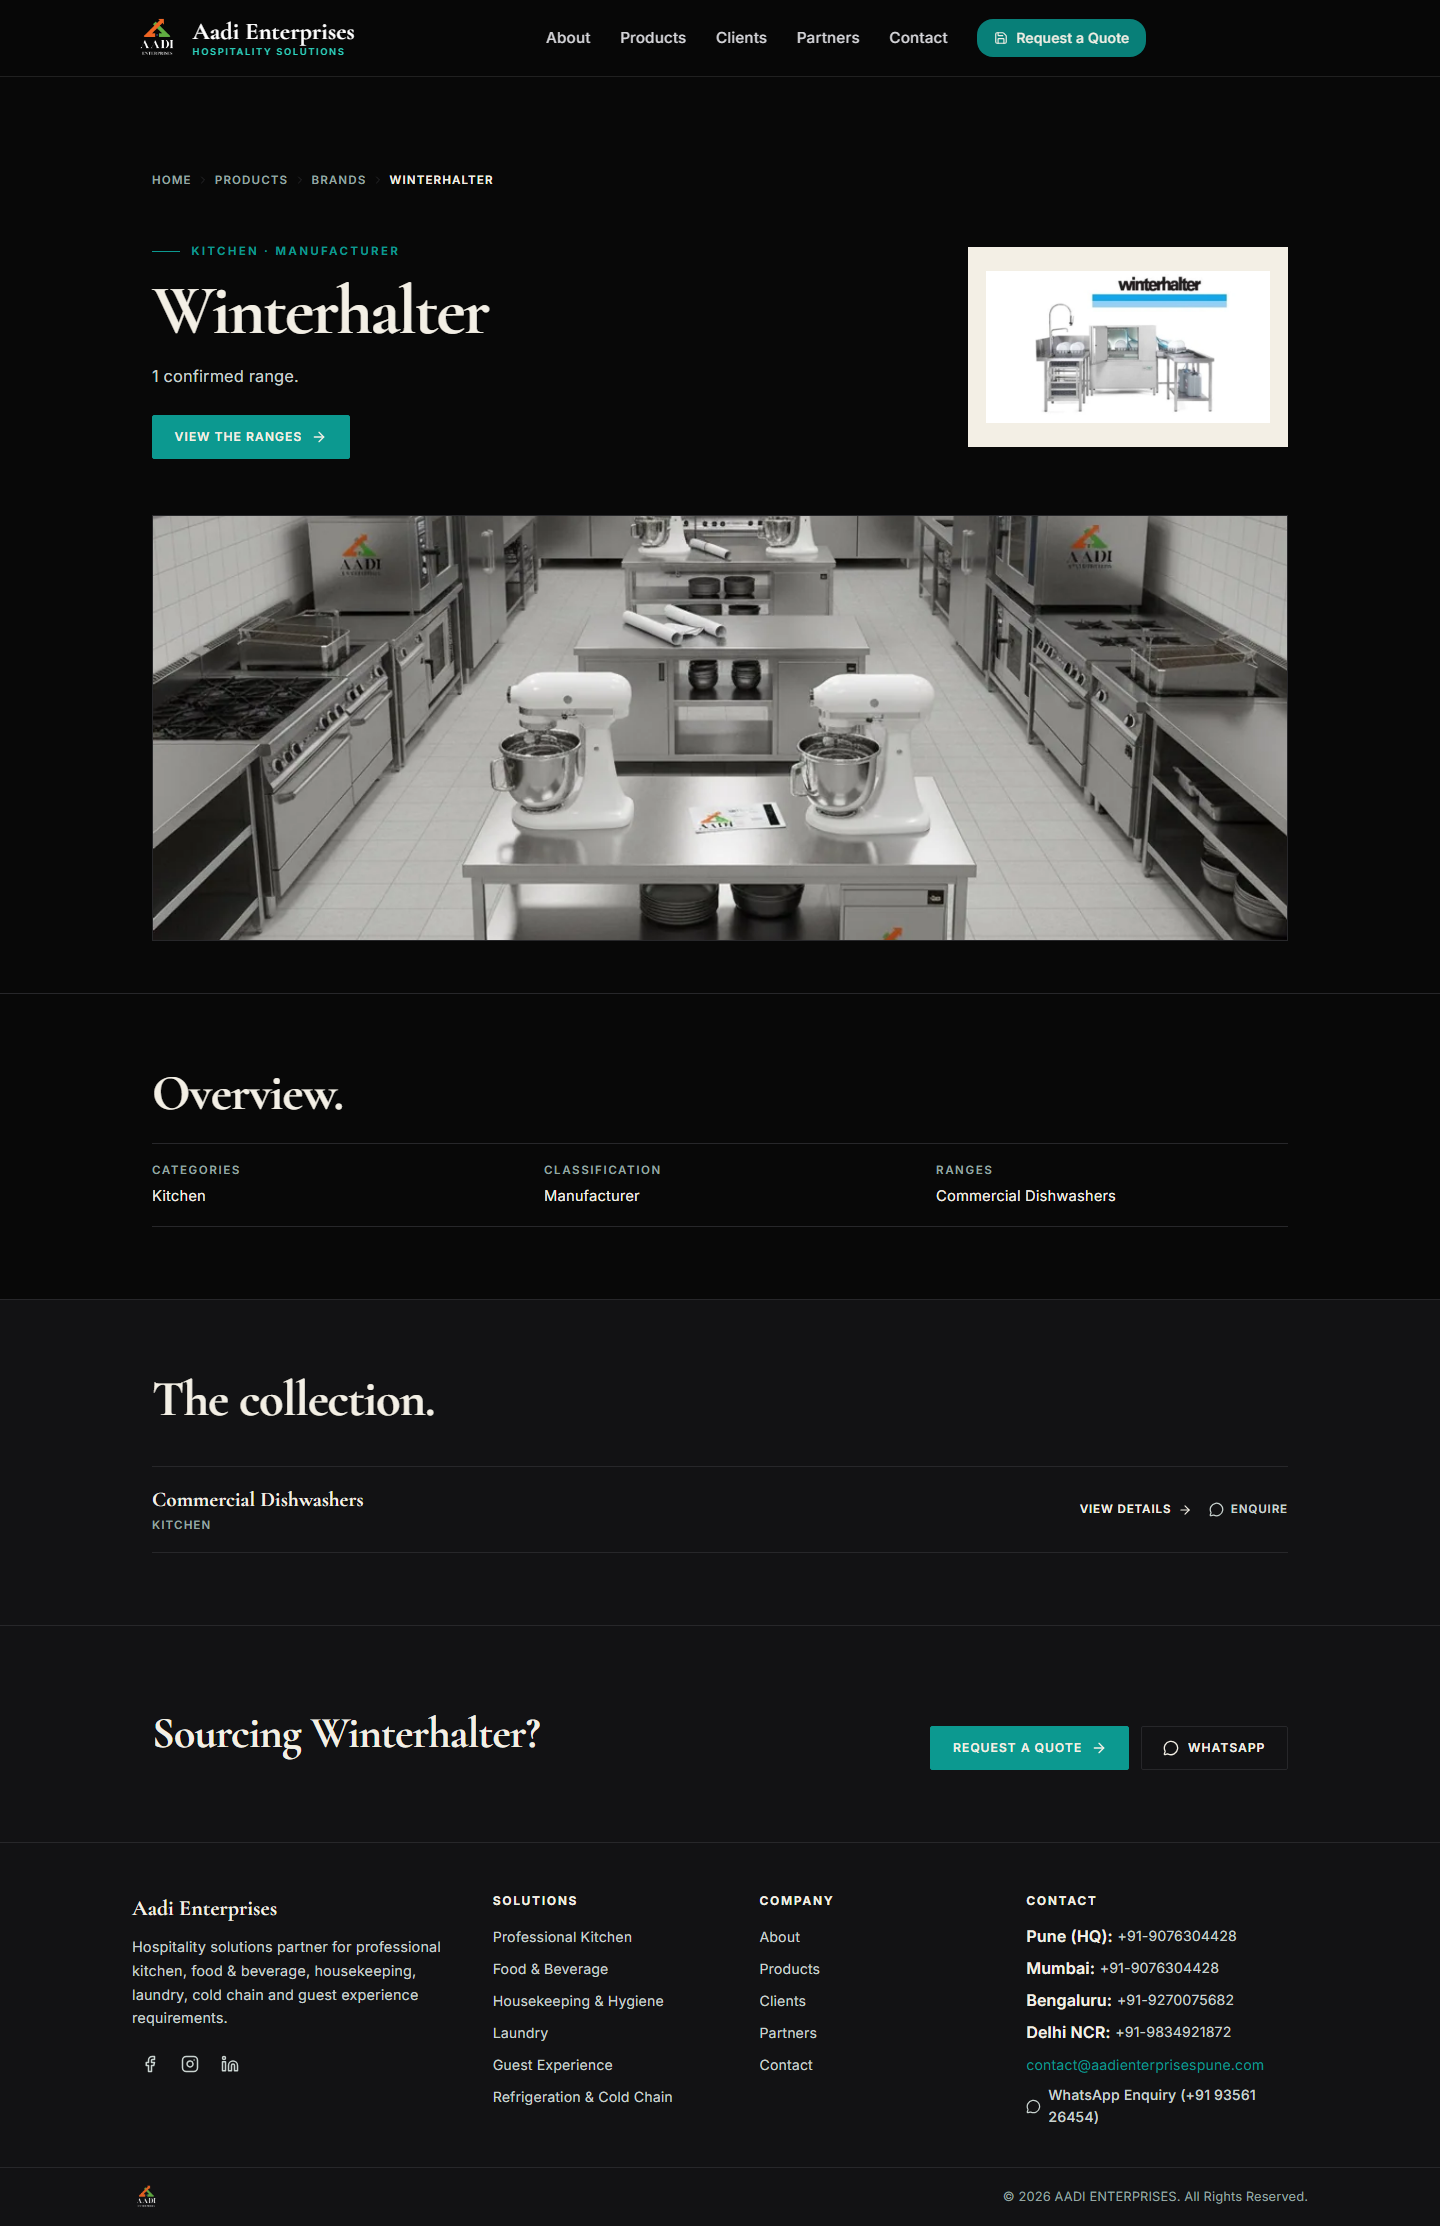 AADI
ENTERPRISES
Aadi Enterprises
HOSPITALITY SOLUTIONS
About
Products
Clients
Partners
Contact
Request a Quote
HOME
PRODUCTS
BRANDS
WINTERHALTER
KITCHEN · MANUFACTURER
Winterhalter
1 confirmed range.
VIEW THE RANGES
winterhalter
AADI
AADI
AADI
Overview.
CATEGORIES
Kitchen
CLASSIFICATION
Manufacturer
RANGES
Commercial Dishwashers
The collection.
Commercial Dishwashers
KITCHEN
VIEW DETAILS
ENQUIRE
Sourcing Winterhalter?
REQUEST A QUOTE
WHATSAPP
Aadi Enterprises
Hospitality solutions partner for professional
kitchen, food & beverage, housekeeping,
laundry, cold chain and guest experience
requirements.
SOLUTIONS
Professional Kitchen
Food & Beverage
Housekeeping & Hygiene
Laundry
Guest Experience
Refrigeration & Cold Chain
COMPANY
About
Products
Clients
Partners
Contact
CONTACT
Pune (HQ): +91-9076304428
Mumbai: +91-9076304428
Bengaluru: +91-9270075682
Delhi NCR: +91-9834921872
contact@aadienterprisespune.com
WhatsApp Enquiry (+91 93561
26454)
AADI
© 2026 AADI ENTERPRISES. All Rights Reserved.